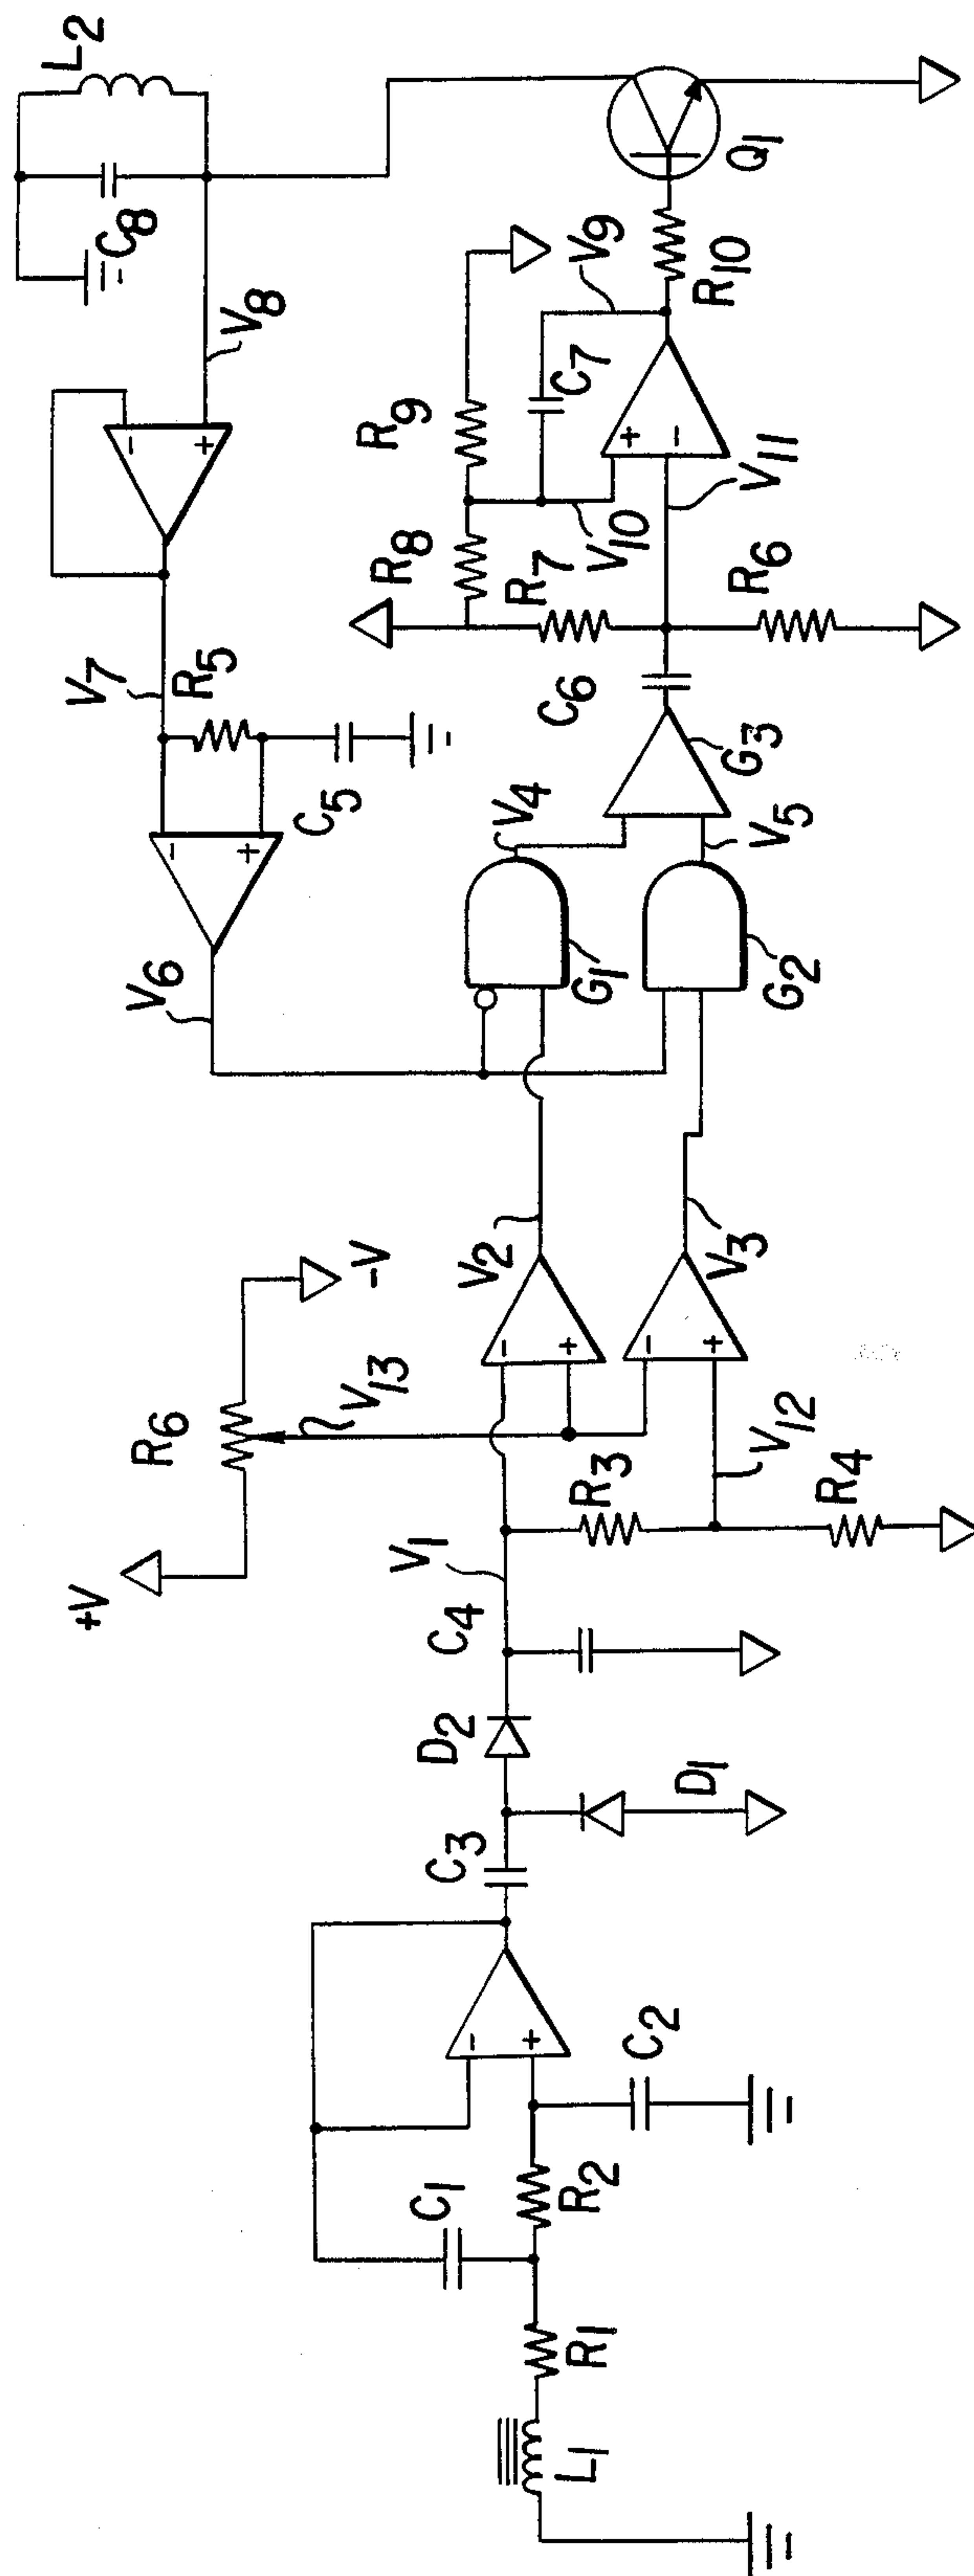 L2
C8
V8
V7
R5
C5
V6
-
+
-
+
R9
R8
R7
V10
C7
V9
V11
R6
R10
Q1
C6
G3
V4
V5
G1
G2
+
-
+V
R6
-V
V13
V2
V3
-
+
-
+
V1
R3
V12
R4
C4
D2
D1
C3
-
+
C1
C2
R2
R1
L1